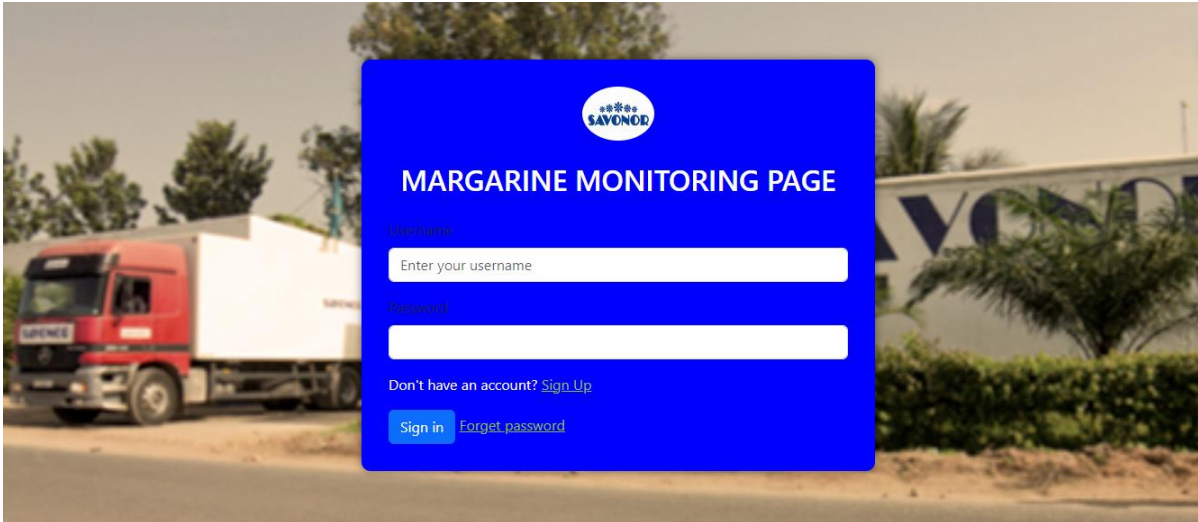 SAVONOR
MARGARINE MONITORING PAGE
Username
Enter your username
Password
Don't have an account? Sign Up
Sign in Forget password
SAVONOR